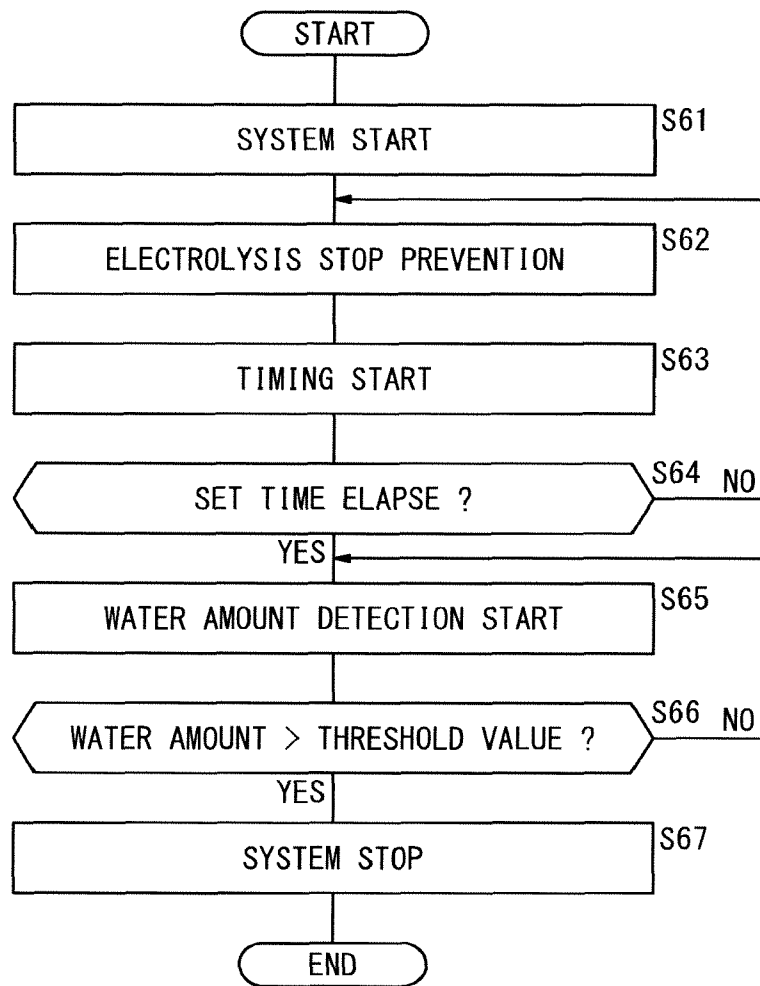 START
SYSTEM START
S61
ELECTROLYSIS STOP PREVENTION
S62
TIMING START
S63
SET TIME ELAPSE ?
S64
NO
YES
WATER AMOUNT DETECTION START
S65
WATER AMOUNT > THRESHOLD VALUE ?
S66
NO
YES
SYSTEM STOP
S67
END